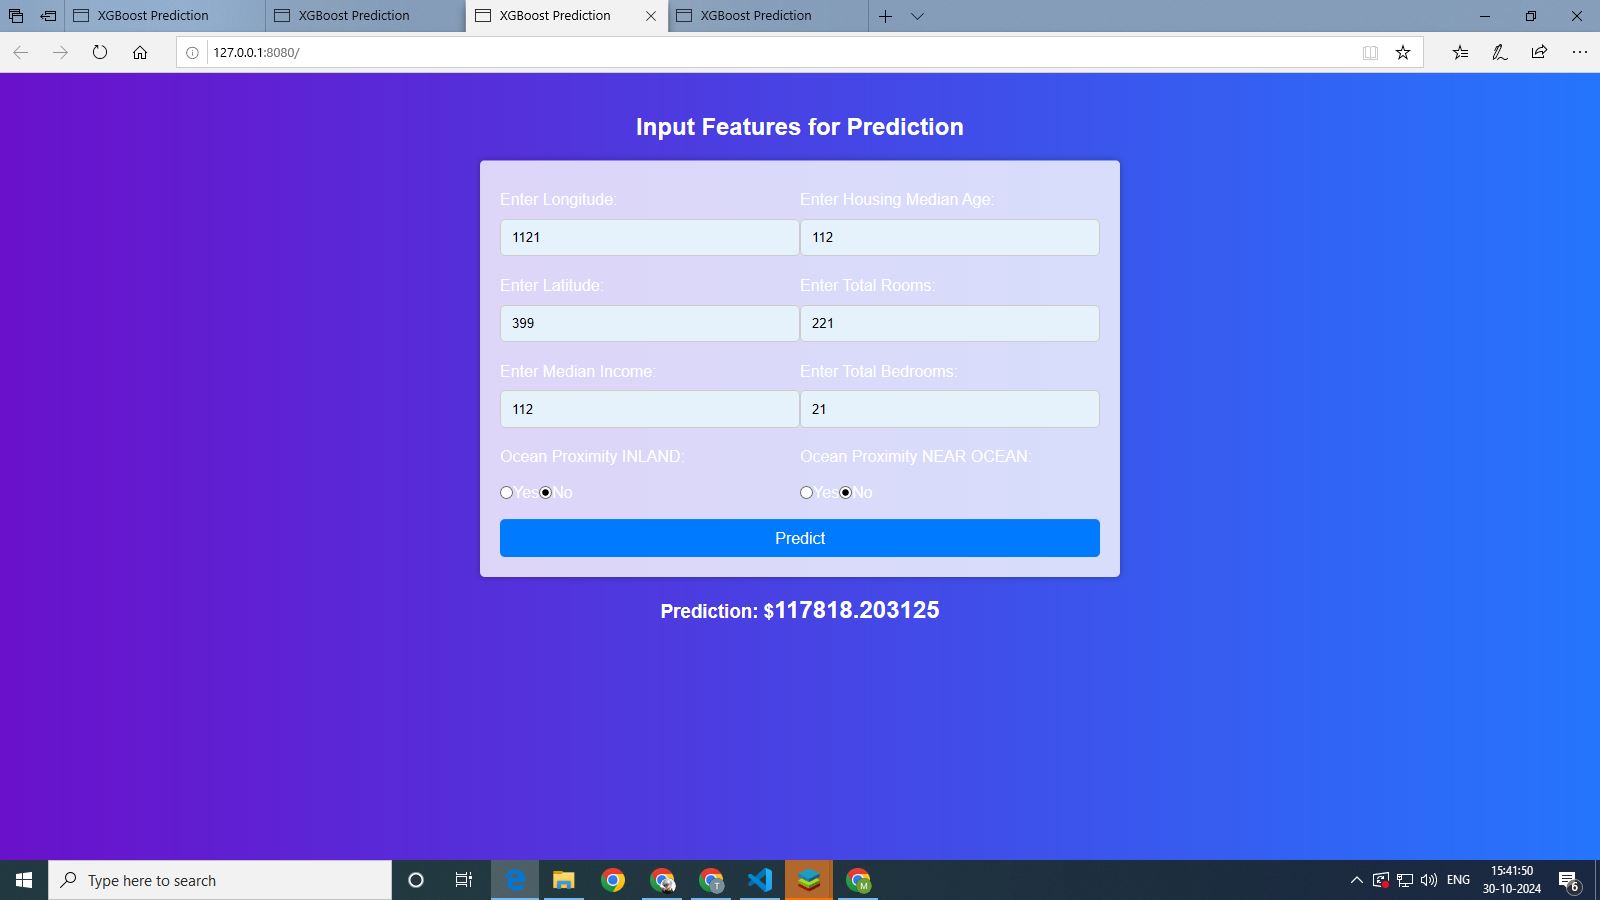 XGBoost Prediction XGBoost Prediction XGBoost Prediction XGBoost Prediction
127.0.0.1:8080/
Input Features for Prediction
Enter Longitude: Enter Housing Median Age:
1121 112
Enter Latitude: Enter Total Rooms:
399 221
Enter Median Income: Enter Total Bedrooms:
112 21
Ocean Proximity INLAND: Ocean Proximity NEAR OCEAN:
Yes No Yes No
Predict
Prediction: $117818.203125
Type here to search
T
M
ENG
15:41:50
30-10-2024
6